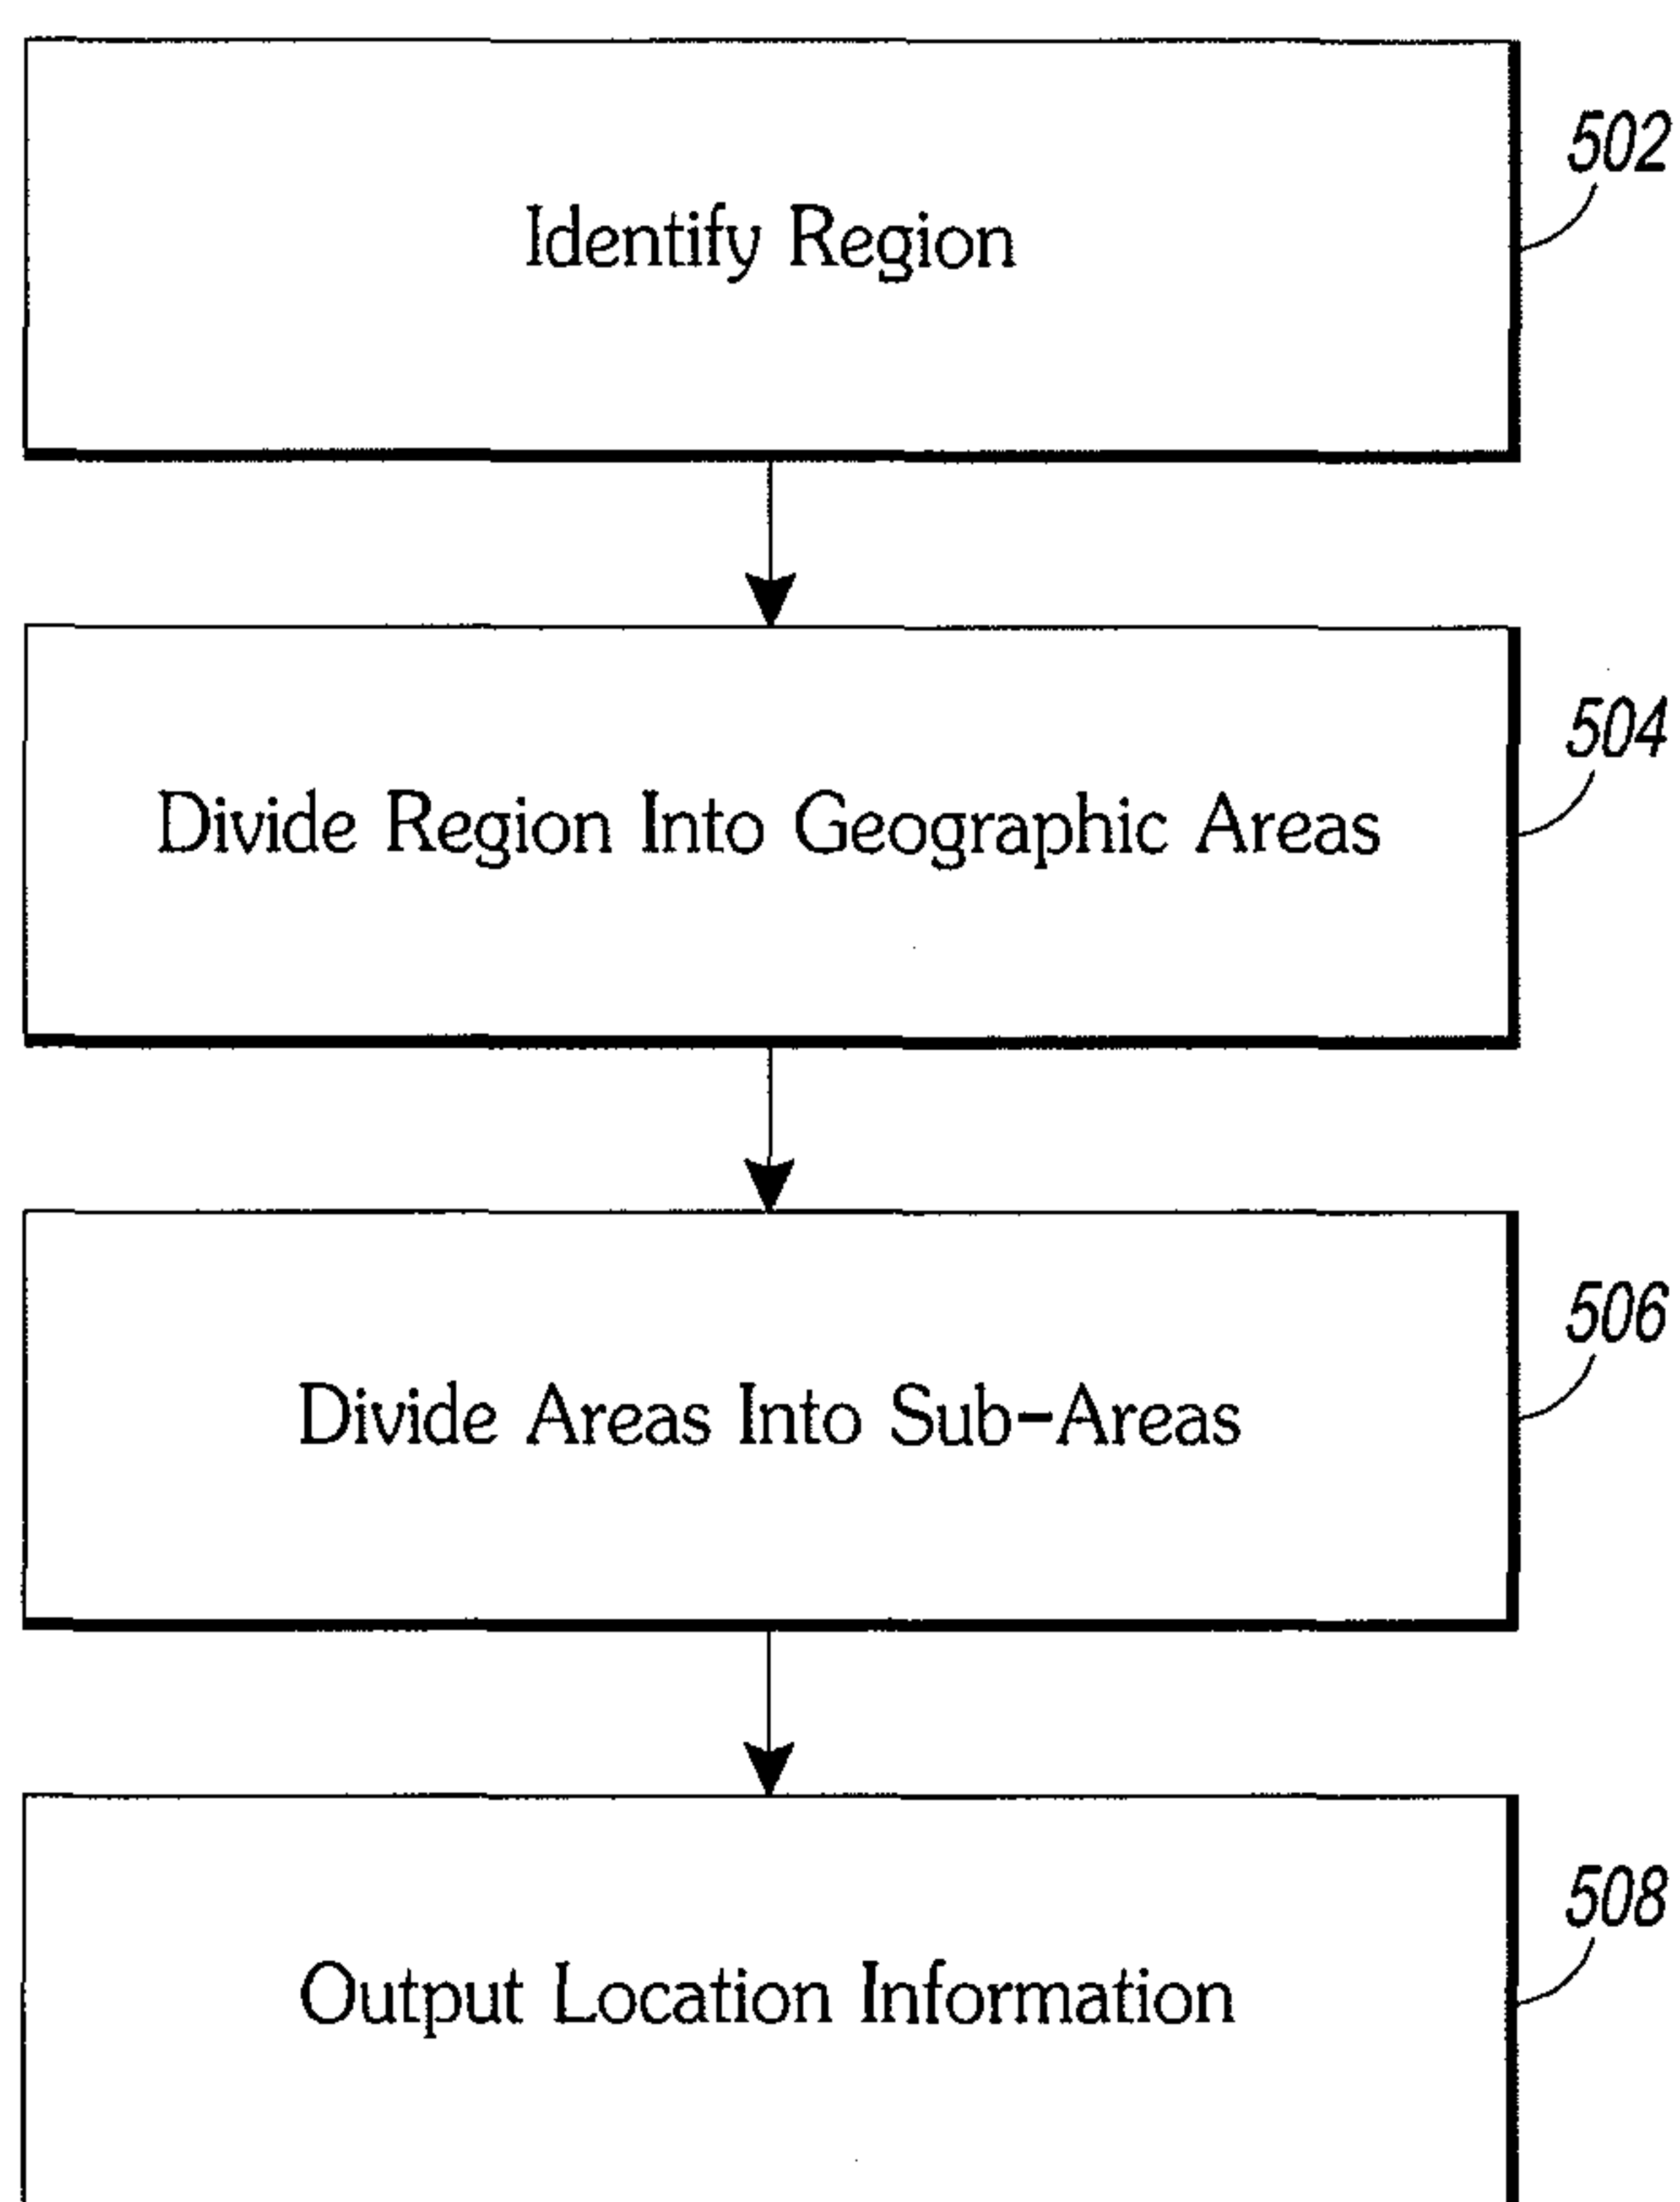 Identify Region
502
Divide Region Into Geographic Areas
504
Divide Areas Into Sub-Areas
506
Output Location Information
508